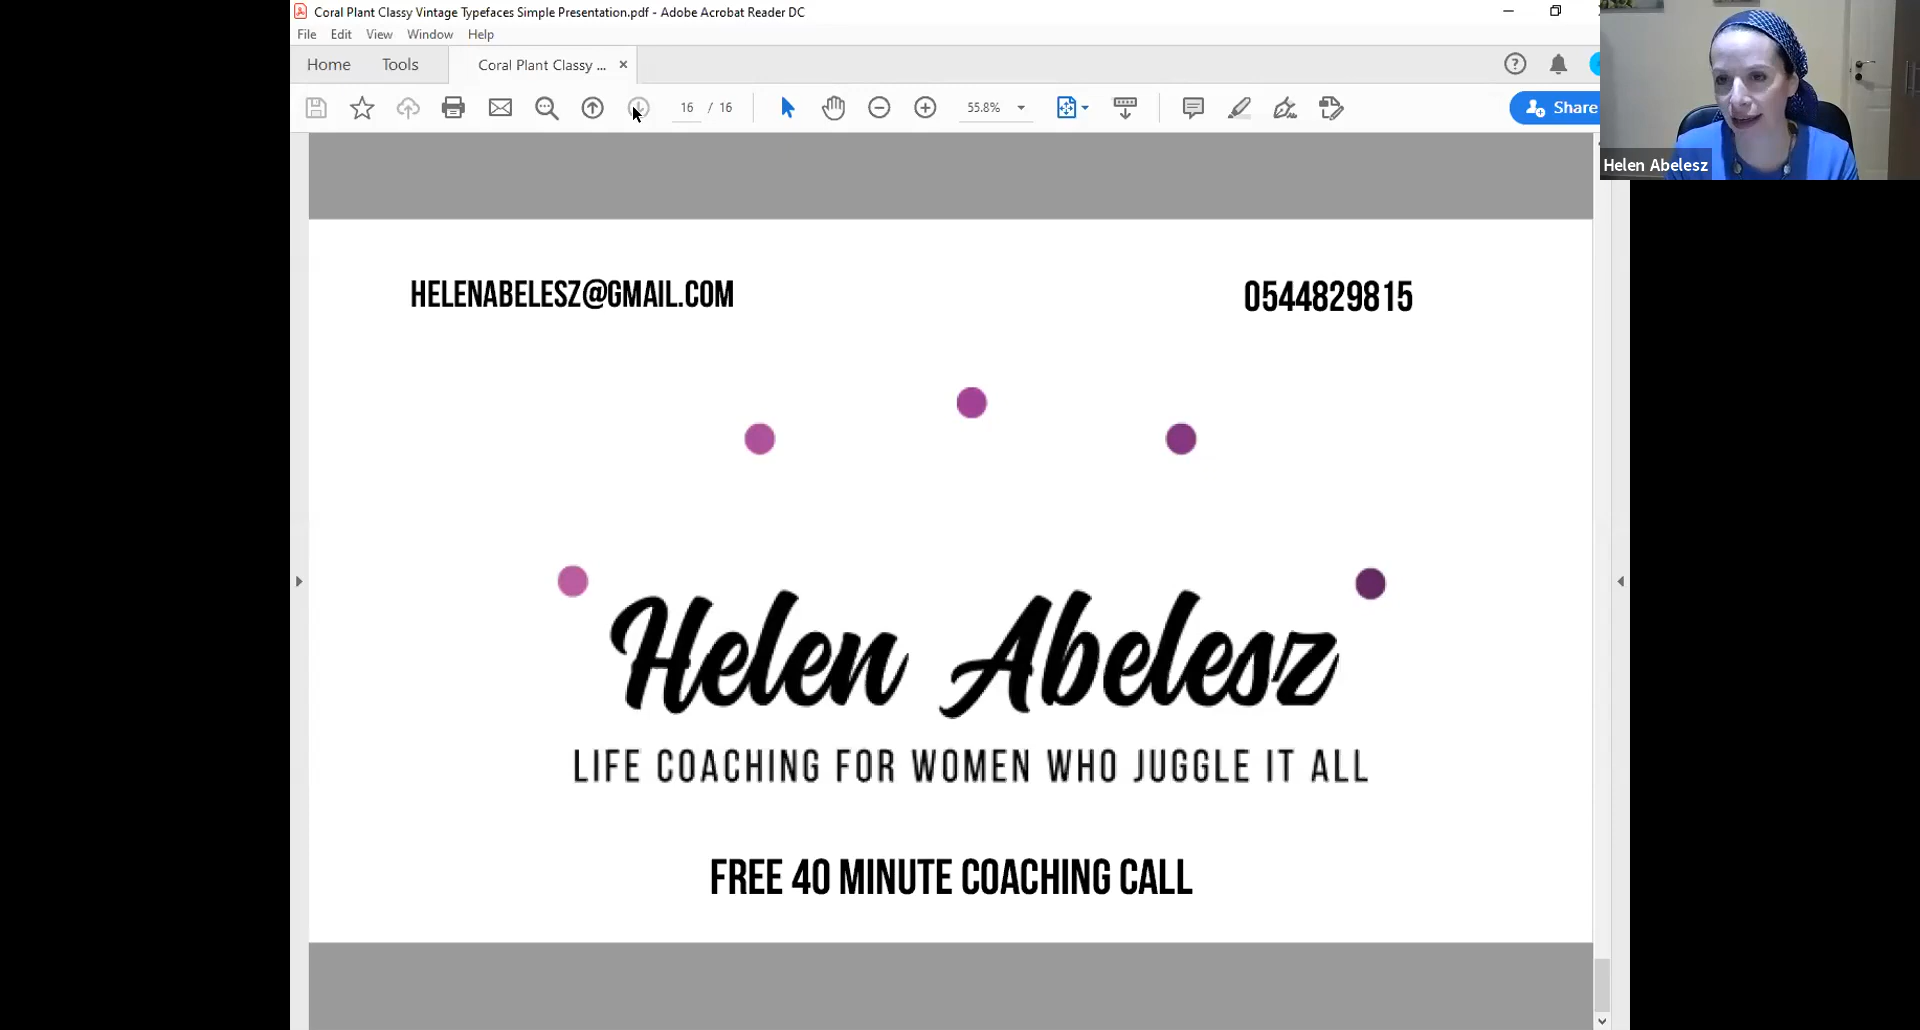 Coral Plant Classy Vintage Typefaces Simple Presentation.pdf - Adobe Acrobat Reader DC
File Edit View Window Help
Home Tools Coral Plant Classy ... ×
16 / 16 55.8% Share
Helen Abelesz
HELENABELESZ@GMAIL.COM 0544829815
Helen Abelesz
LIFE COACHING FOR WOMEN WHO JUGGLE IT ALL
FREE 40 MINUTE COACHING CALL